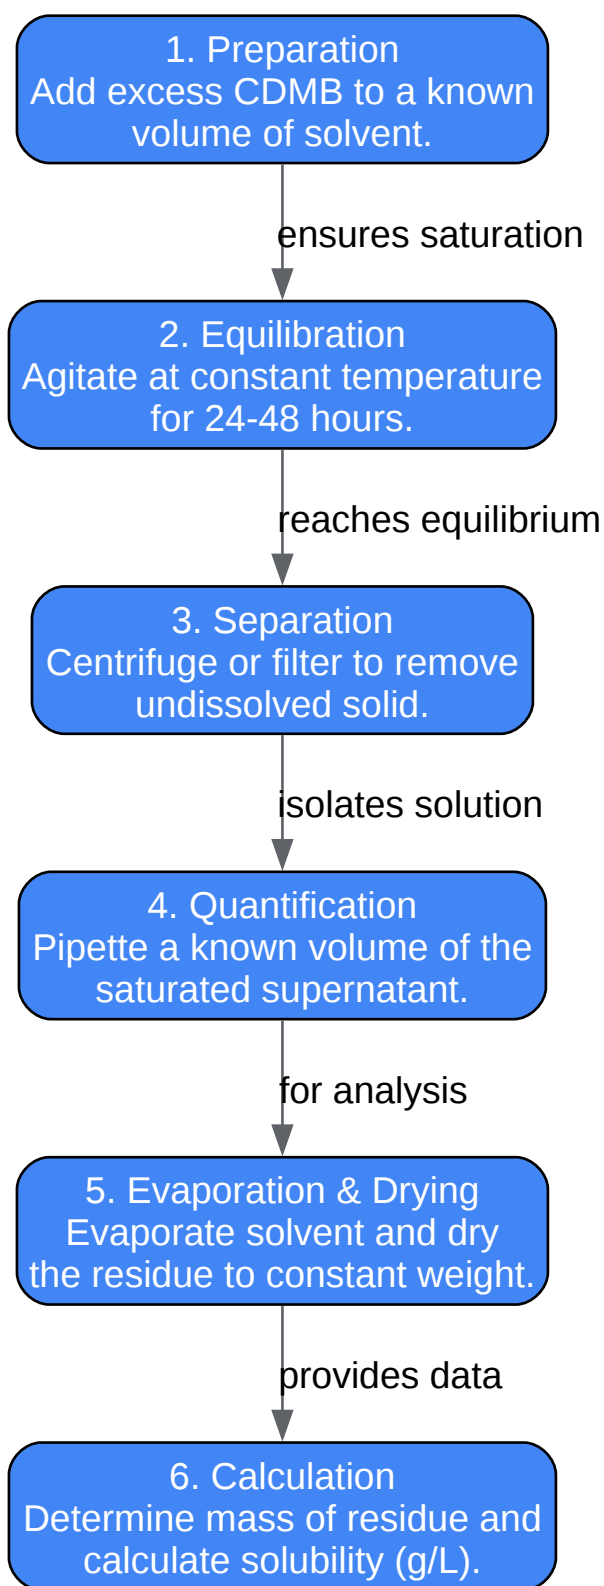 1. Preparation
Add excess CDMB to a known
volume of solvent.
ensures saturation
2. Equilibration
Agitate at constant temperature
for 24-48 hours.
reaches equilibrium
3. Separation
Centrifuge or filter to remove
undissolved solid.
isolates solution
4. Quantification
Pipette a known volume of the
saturated supernatant.
for analysis
5. Evaporation & Drying
Evaporate solvent and dry
the residue to constant weight.
provides data
6. Calculation
Determine mass of residue and
calculate solubility (g/L).